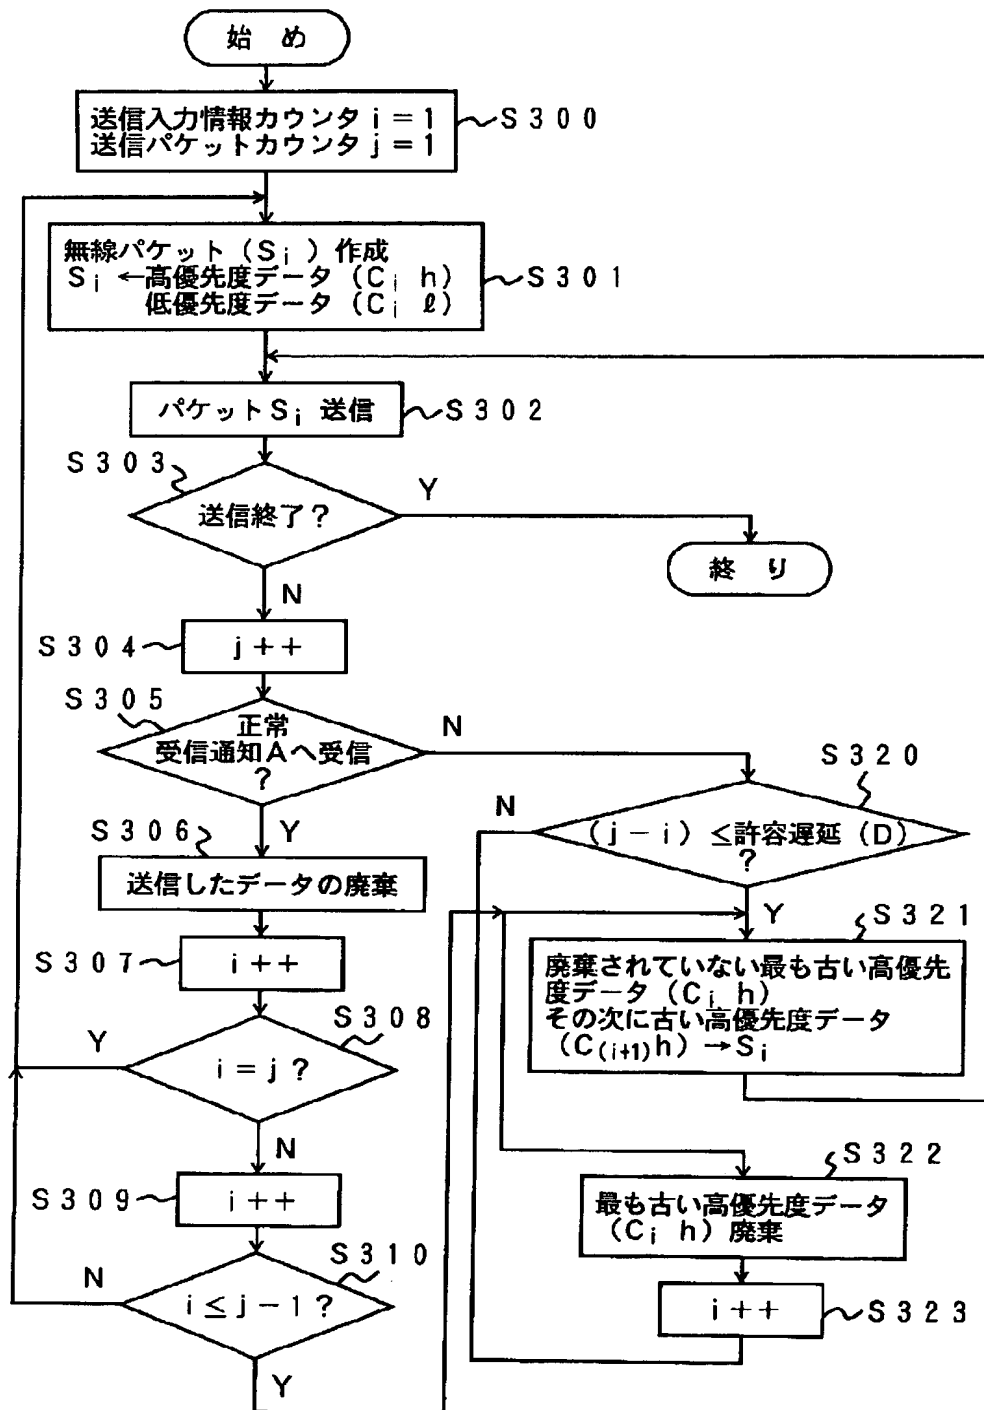 始 め
送信入力情報カウンタ i = 1
送信パケットカウンタ j = 1
S300
無線パケット (Si) 作成
Si ←高優先度データ (Ci h)
低優先度データ (Ci ℓ)
S301
パケットSi 送信
S302
S303
送信終了?
Y
N
終 り
S304
j++
S305
正常
受信通知Aへ受信
?
N
Y
S320
(j-i) ≤許容遅延 (D)
?
N
Y
S306
送信したデータの廃棄
S307
i++
S321
廃棄されていない最も古い高優先
度データ (Ci h)
その次に古い高優先度データ
(C(i+1)h) →Si
S308
i = j ?
Y
N
S309
i++
S322
最も古い高優先度データ
(Ci h) 廃棄
S310
i ≤ j − 1 ?
N
Y
i++
S323